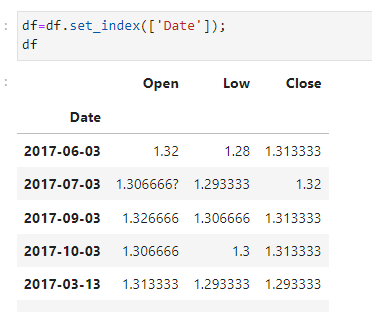 : df=df.set_index(['Date']);
df
:
Open Low Close
Date
2017-06-03 1.32 1.28 1.313333
2017-07-03 1.306666? 1.293333 1.32
2017-09-03 1.326666 1.306666 1.313333
2017-10-03 1.306666 1.3 1.313333
2017-03-13 1.313333 1.293333 1.293333